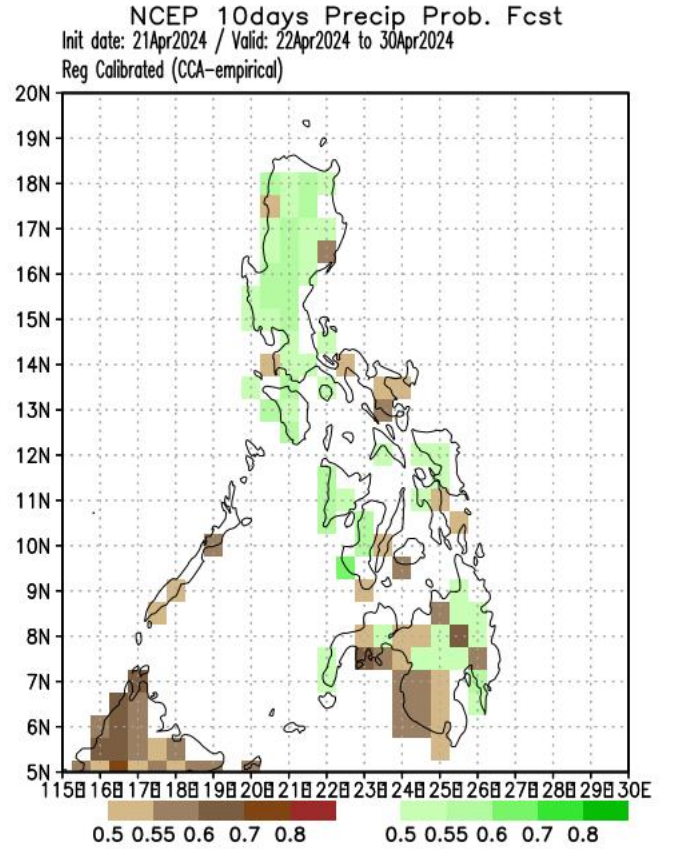 NCEP 10days Precip Prob. Fcst
Init date: 21Apr2024 / Valid: 22Apr2024 to 30Apr2024
Reg Calibrated (CCA-empirical)
20N
19N
18N
17N
16N
15N
14N
13N
12N
11N
10N
9N
8N
7N
6N
5N
115E 116E 117E 118E 119E 120E 121E 122E 123E 124E 125E 126E 127E 128E 129E 130E
0.5 0.55 0.6 0.7 0.8 0.5 0.55 0.6 0.7 0.8